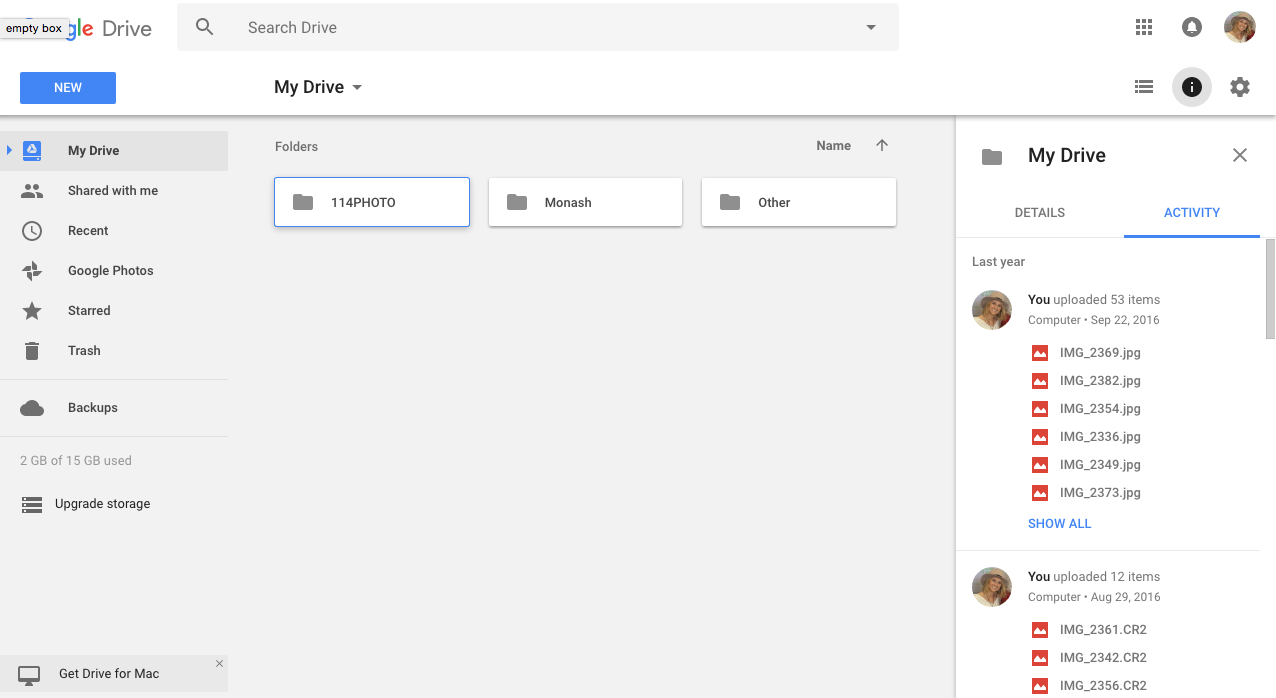 empty box
gle Drive
Search Drive
NEW
My Drive
My Drive
Shared with me
Recent
Google Photos
Starred
Trash
Backups
2 GB of 15 GB used
Upgrade storage
Get Drive for Mac
Folders
Name
114PHOTO
Monash
Other
My Drive
DETAILS
ACTIVITY
Last year
You uploaded 53 items
Computer • Sep 22, 2016
IMG_2369.jpg
IMG_2382.jpg
IMG_2354.jpg
IMG_2336.jpg
IMG_2349.jpg
IMG_2373.jpg
SHOW ALL
You uploaded 12 items
Computer • Aug 29, 2016
IMG_2361.CR2
IMG_2342.CR2
IMG_2356.CR2